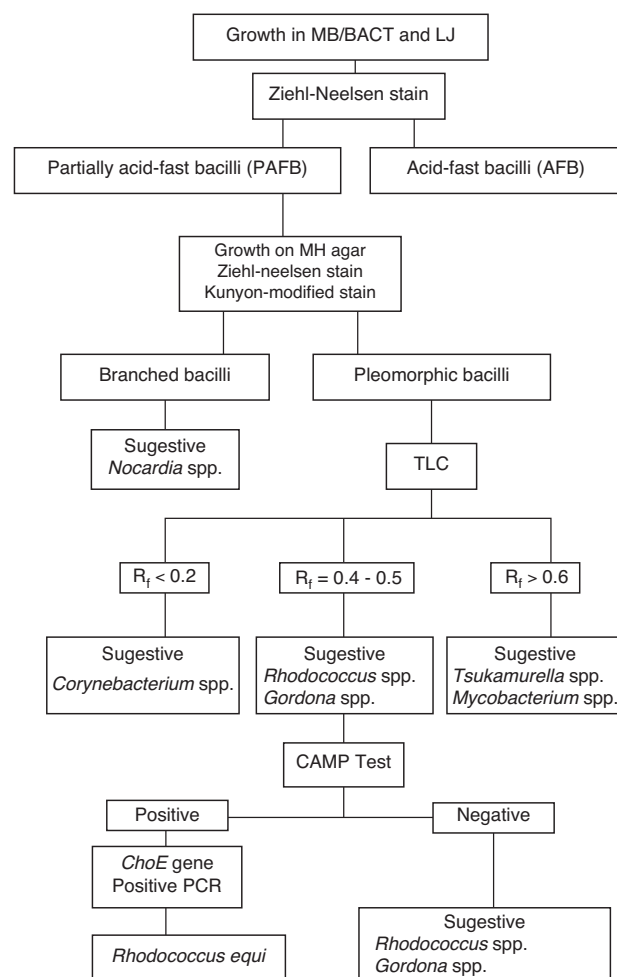 Growth in MB/BACT and LJ
Ziehl-Neelsen stain
Partially acid-fast bacilli (PAFB)
Acid-fast bacilli (AFB)
Growth on MH agar
Ziehl-neelsen stain
Kunyon-modified stain
Branched bacilli
Pleomorphic bacilli
Sugestive
Nocardia spp.
TLC
Rf < 0.2
Rf = 0.4 - 0.5
Rf > 0.6
Sugestive
Corynebacterium spp.
Sugestive
Rhodococcus spp.
Gordona spp.
Sugestive
Tsukamurella spp.
Mycobacterium spp.
CAMP Test
Positive
Negative
ChoE gene
Positive PCR
Rhodococcus equi
Sugestive
Rhodococcus spp.
Gordona spp.